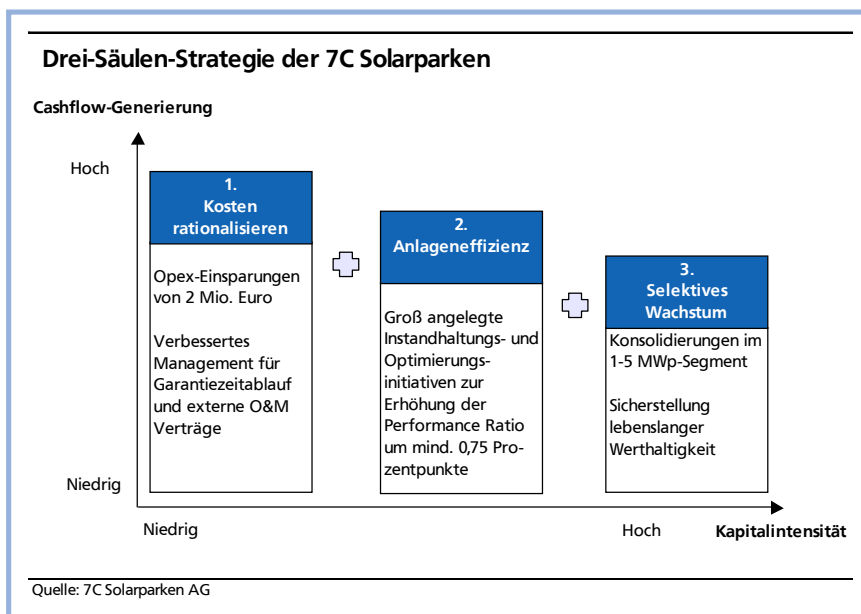 Drei-Säulen-Strategie der 7C Solarparken
Cashflow-Generierung
Hoch
Niedrig
1.
Kosten
rationalisieren
Opex-Einsparungen
von 2 Mio. Euro
Verbessertes
Management für
Garantiezeitablauf
und externe O&M
Verträge
2.
Anlageneffizienz
Groß angelegte
Instandhaltungs- und
Optimierungs-
initiativen zur
Erhöhung der
Performance Ratio
um mind. 0,75 Pro-
zentpunkte
3.
Selektives
Wachstum
Konsolidierungen im
1-5 MWp-Segment
Sicherstellung
lebenslanger
Werthaltigkeit
Niedrig
Hoch
Kapitalintensität
Quelle: 7C Solarparken AG